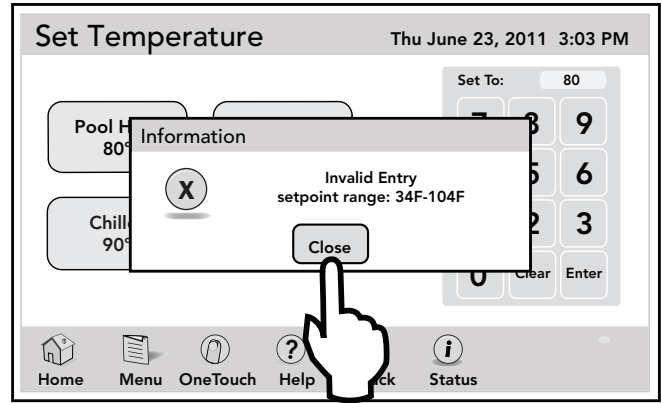 Set Temperature
Thu June 23, 2011 3:03 PM
Set To: 80
Pool
80°
9
Information
X
Invalid Entry
setpoint range: 34F-104F
6
Close
90°
3
Clear Enter
Home Menu OneTouch ? Help i Status